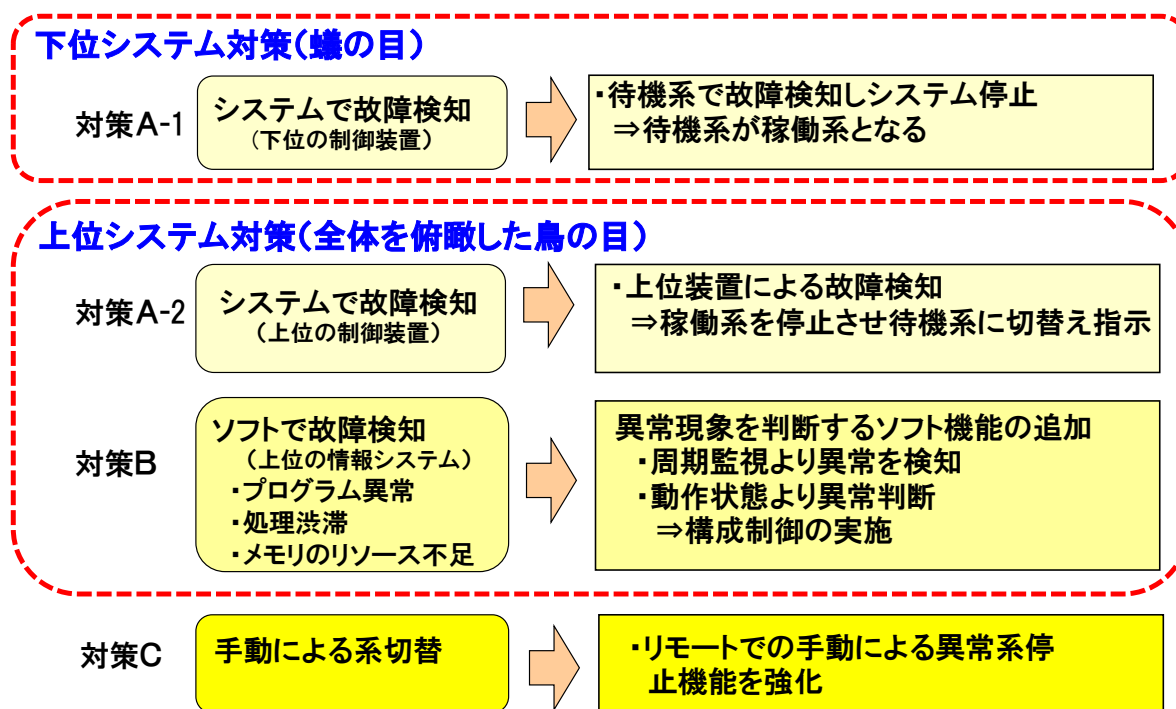 下位システム対策(蟻の目)
対策A-1
システムで故障検知
(下位の制御装置)
・待機系で故障検知しシステム停止
⇒待機系が稼働系となる
上位システム対策(全体を俯瞰した鳥の目)
対策A-2
システムで故障検知
(上位の制御装置)
・上位装置による故障検知
⇒稼働系を停止させ待機系に切替え指示
対策B
ソフトで故障検知
(上位の情報システム)
・プログラム異常
・処理渋滞
・メモリのリソース不足
異常現象を判断するソフト機能の追加
・周期監視より異常を検知
・動作状態より異常判断
⇒構成制御の実施
対策C
手動による系切替
・リモートでの手動による異常系停
止機能を強化